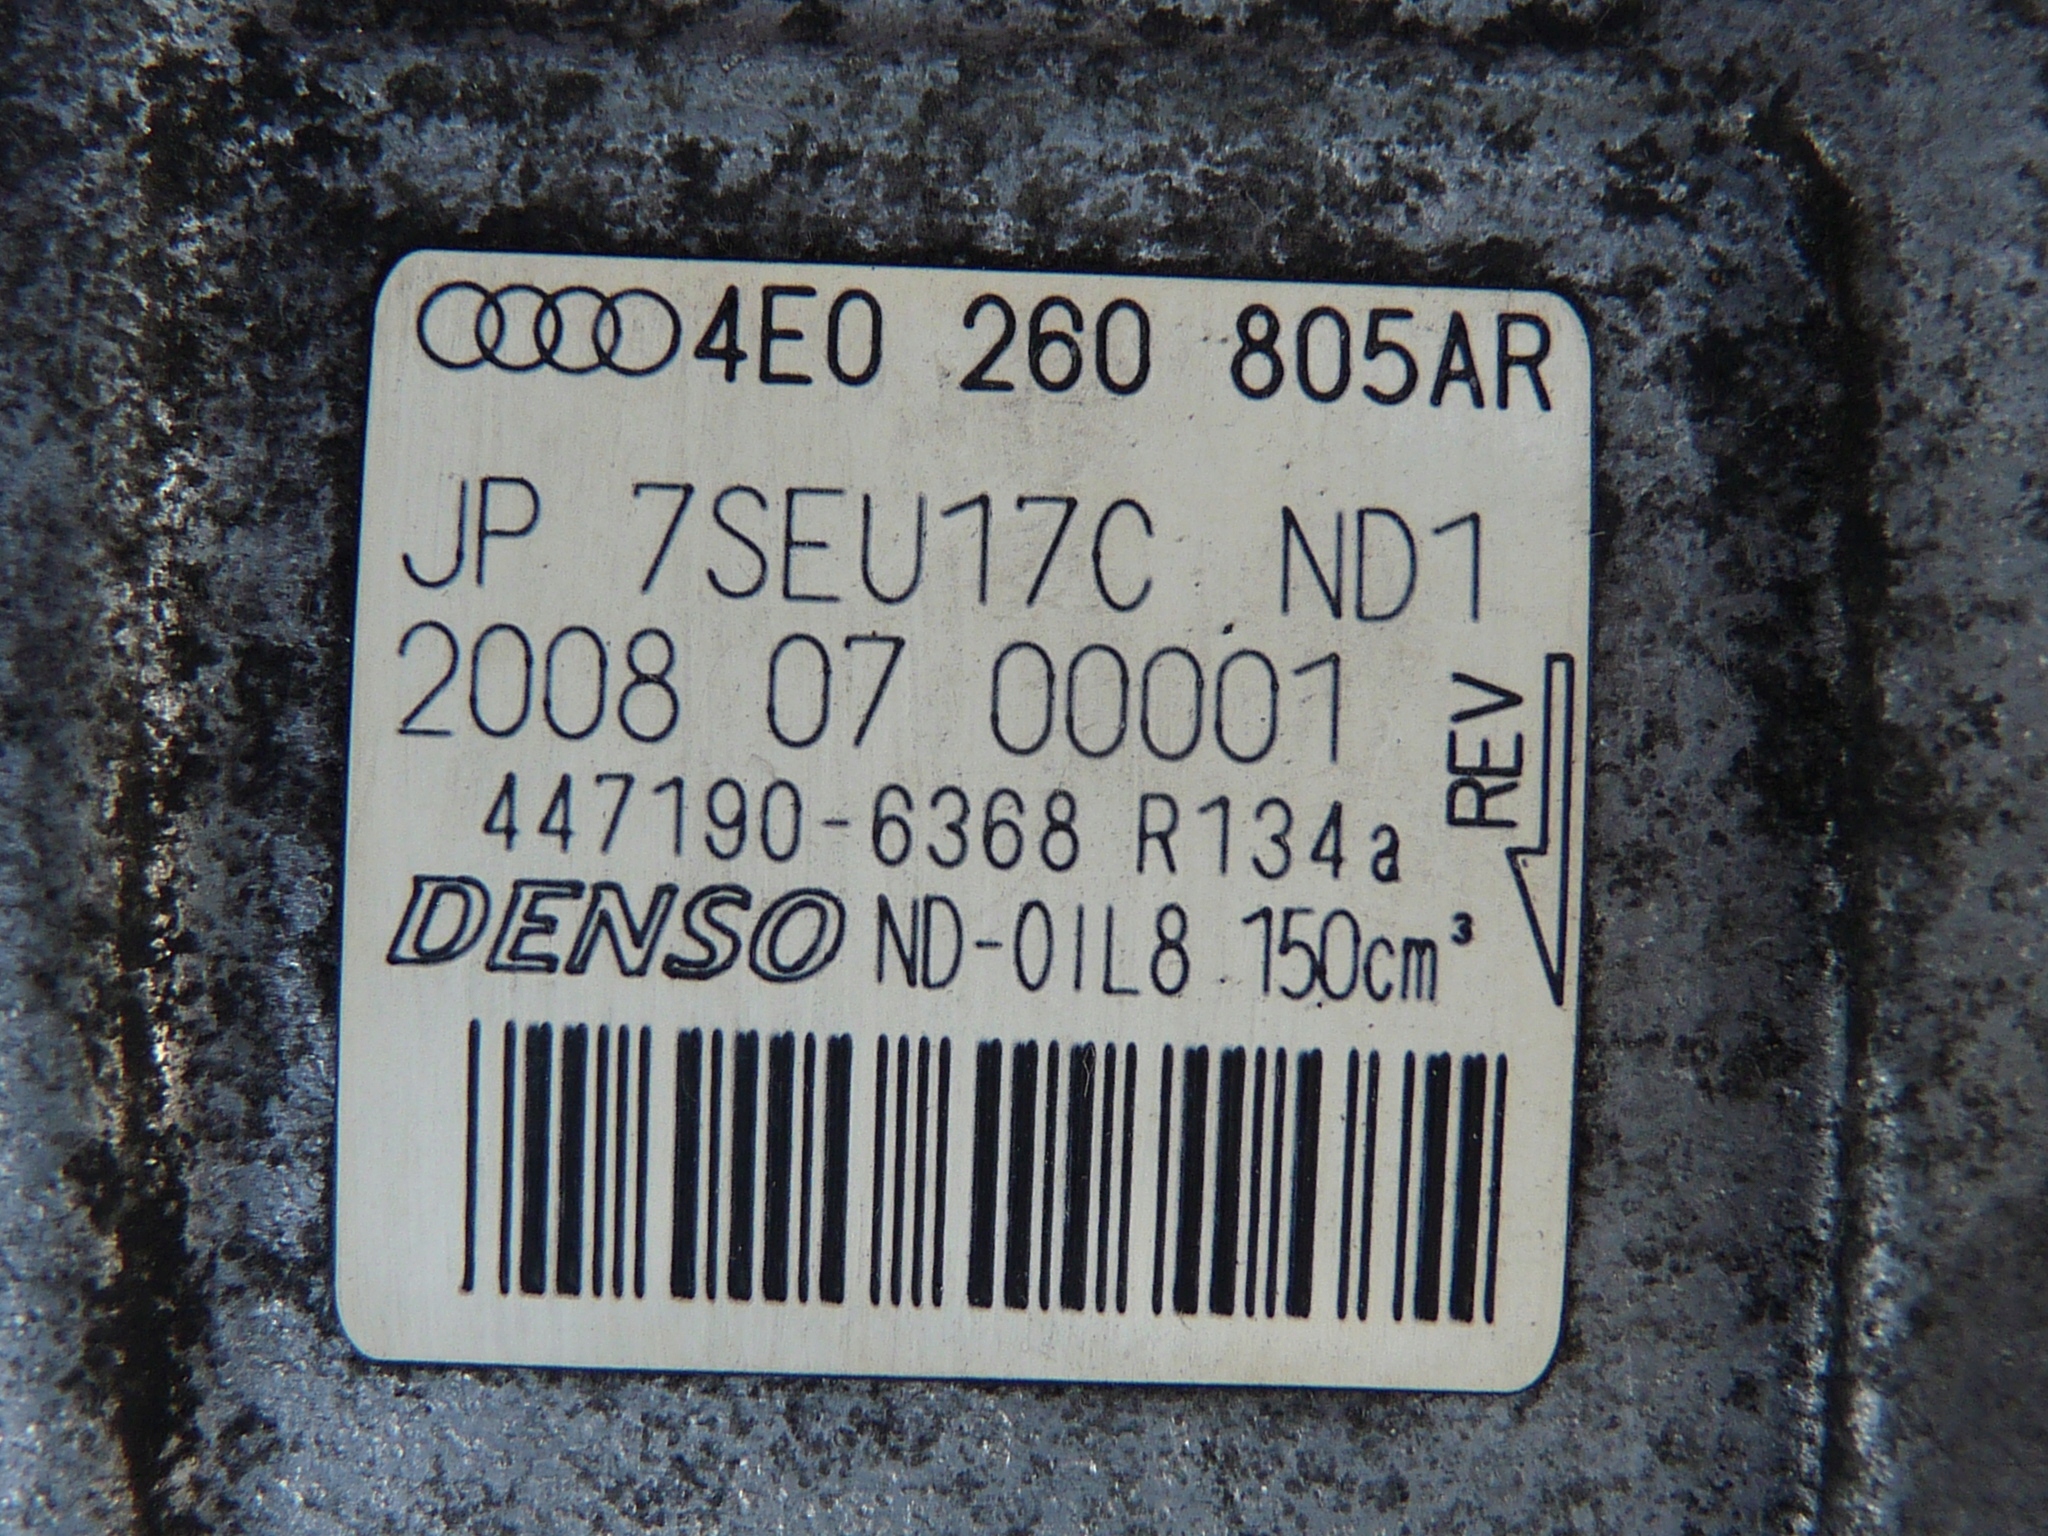 4E0 260 805AR
JP 7SEU17C ND1
2008 07 00001
447190-6368 R134a
DENSO ND-OIL8 150cm³
REV